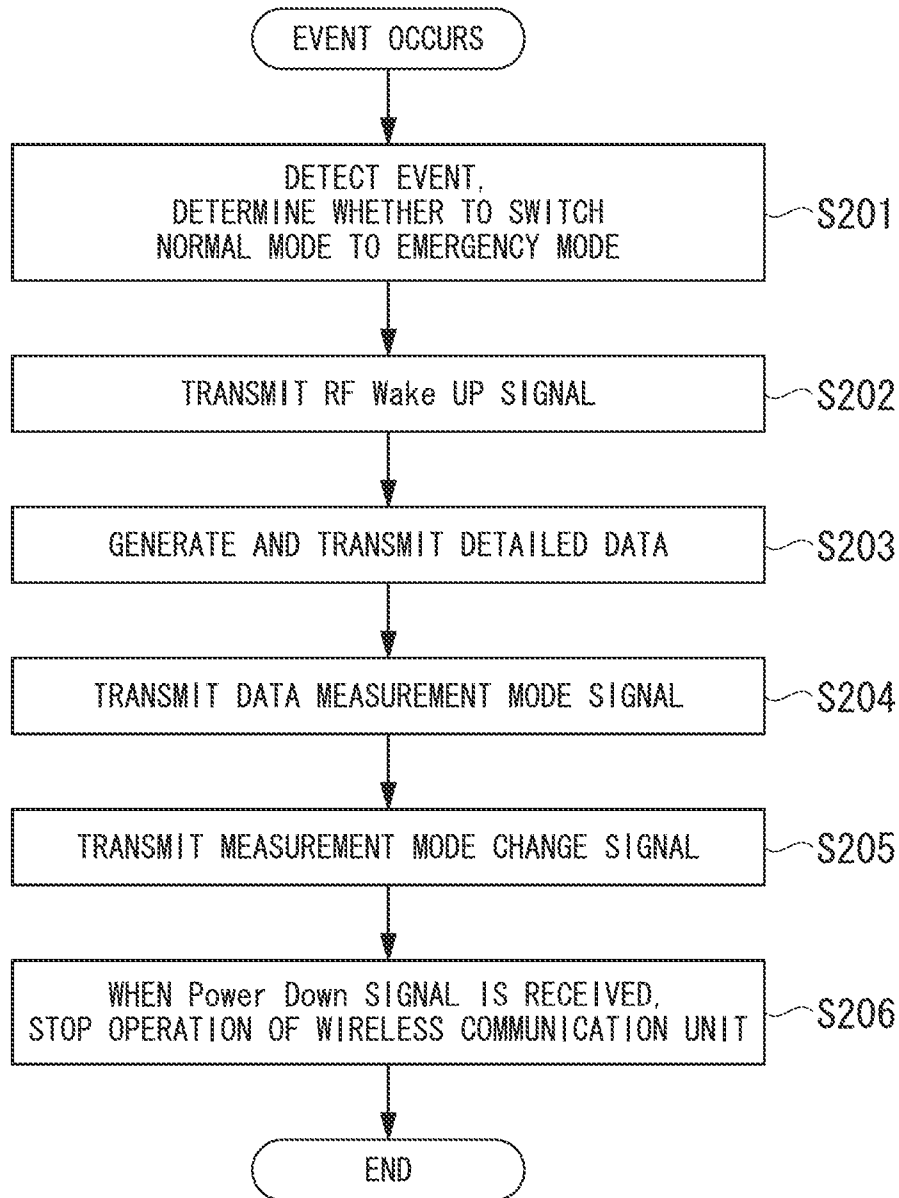 EVENT OCCURS
DETECT EVENT,
DETERMINE WHETHER TO SWITCH
NORMAL MODE TO EMERGENCY MODE
S201
TRANSMIT RF Wake UP SIGNAL
S202
GENERATE AND TRANSMIT DETAILED DATA
S203
TRANSMIT DATA MEASUREMENT MODE SIGNAL
S204
TRANSMIT MEASUREMENT MODE CHANGE SIGNAL
S205
WHEN Power Down SIGNAL IS RECEIVED,
STOP OPERATION OF WIRELESS COMMUNICATION UNIT
S206
END